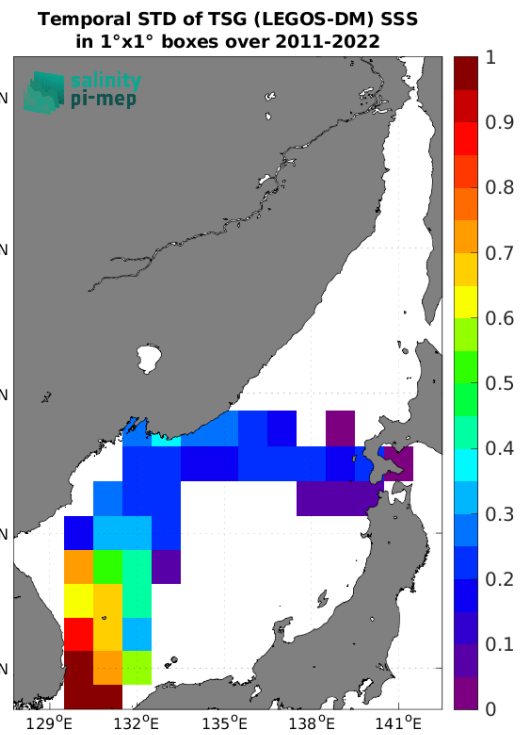 Temporal STD of TSG (LEGOS-DM) SSS
in 1°x1° boxes over 2011-2022
salinity
pi-mep
N
N
N
N
N
1
0.9
0.8
0.7
0.6
0.5
0.4
0.3
0.2
0.1
0
129°E 132°E 135°E 138°E 141°E